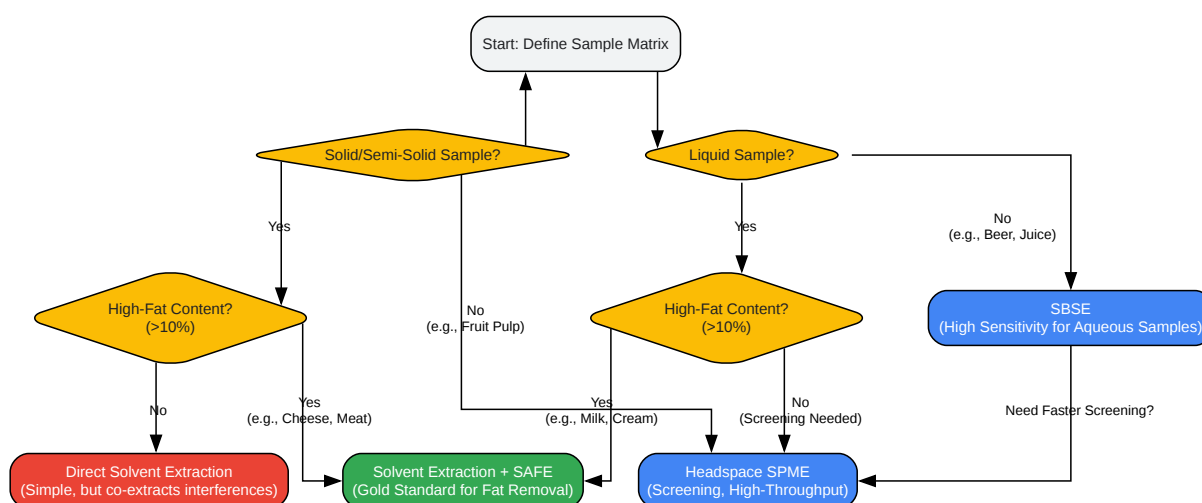 Start: Define Sample Matrix
Solid/Semi-Solid Sample?
Liquid Sample?
Yes
Yes
No
(e.g., Beer, Juice)
High-Fat Content?
(>10%)
No
(e.g., Fruit Pulp)
High-Fat Content?
(>10%)
SBSE
(High Sensitivity for Aqueous Samples)
No
Yes
(e.g., Cheese, Meat)
Yes
(e.g., Milk, Cream)
No
(Screening Needed)
Need Faster Screening?
Direct Solvent Extraction
(Simple, but co-extracts interferences)
Solvent Extraction + SAFE
(Gold Standard for Fat Removal)
Headspace SPME
(Screening, High-Throughput)